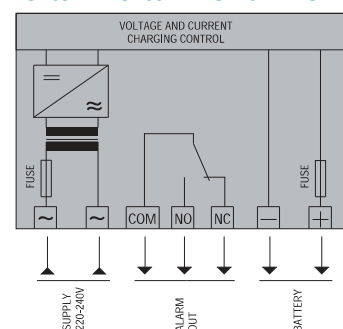 VOLTAGE AND CURRENT
CHARGING CONTROL
FUSE
FUSE
COM
NO
NC
SUPPLY
220-240V
ALARM
OUT
BATTERY